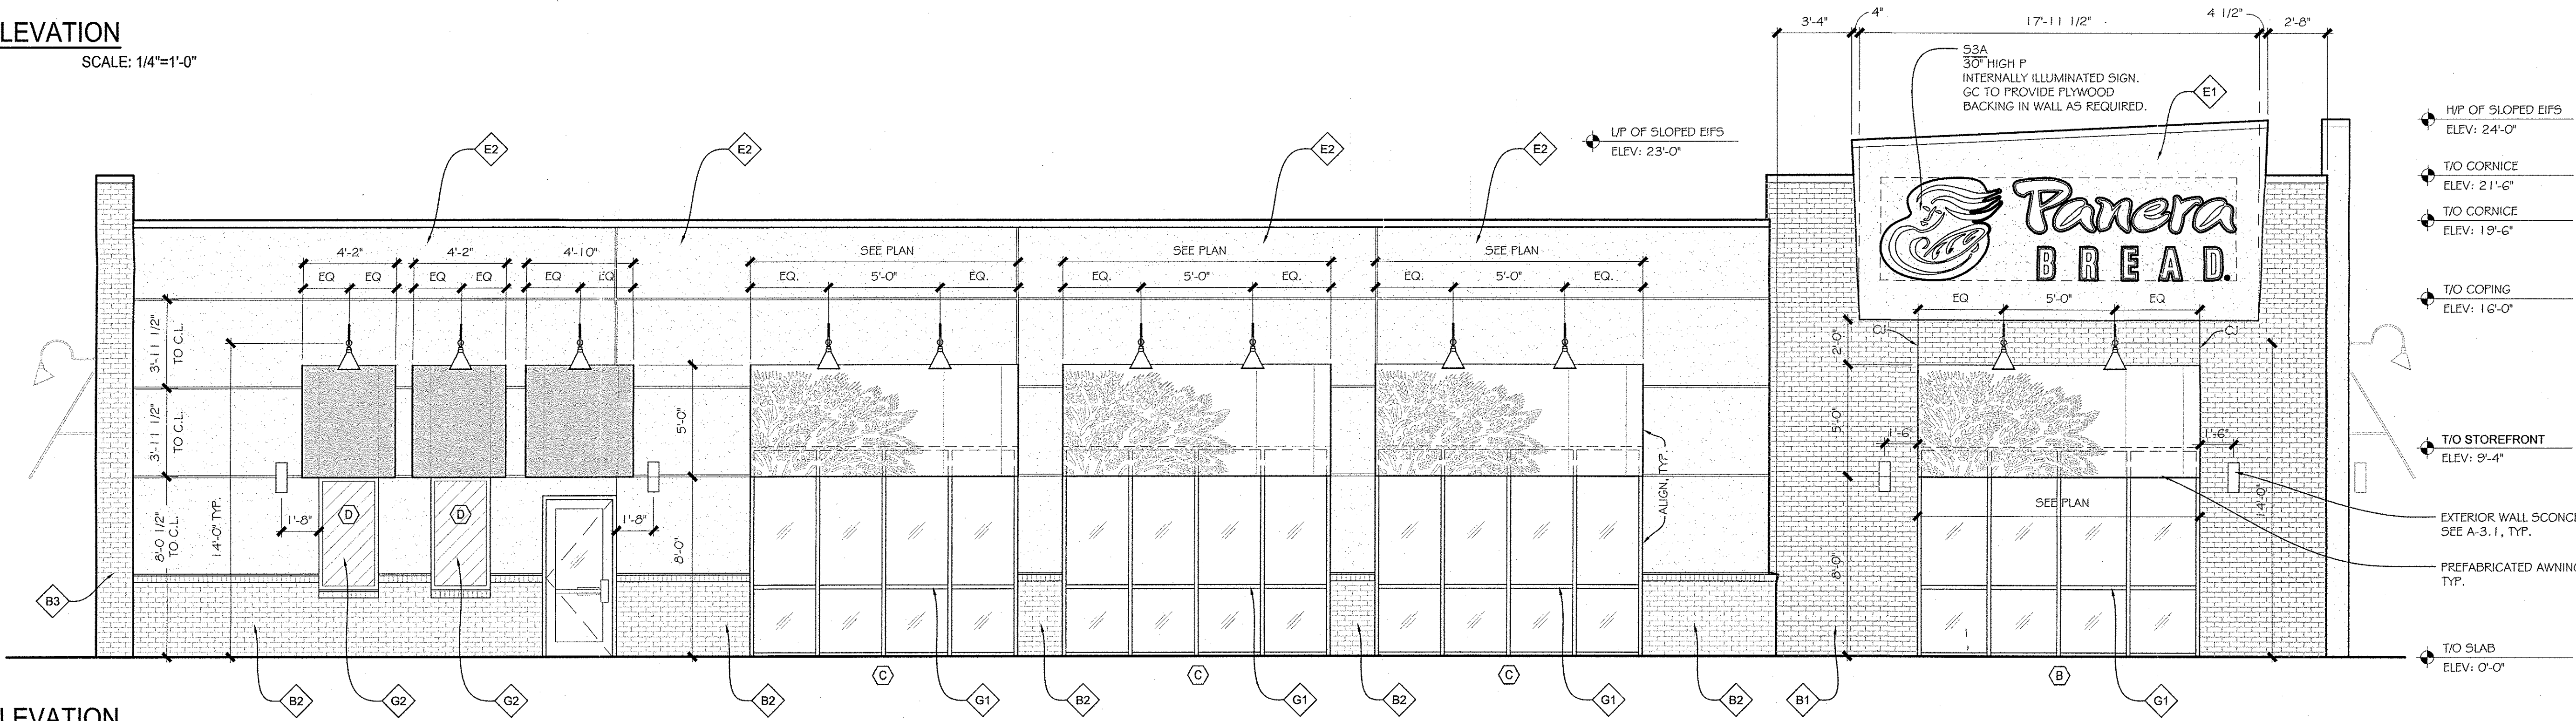 LEVATION
SCALE: 1/4"=1'-0"
3'-4"
4"
17'-11 1/2"
4 1/2"
2'-8"
S3A
30" HIGH P
INTERNALLY ILLUMINATED SIGN.
GC TO PROVIDE PLYWOOD
BACKING IN WALL AS REQUIRED.
E1
E2
E2
E2
E2
L/P OF SLOPED EIFS
ELEV: 23'-0"
H/P OF SLOPED EIFS
ELEV: 24'-0"
T/O CORNICE
ELEV: 21'-6"
T/O CORNICE
ELEV: 19'-6"
T/O COPING
ELEV: 16'-0"
T/O STOREFRONT
ELEV: 9'-4"
Panera
BREAD.
4'-2"
4'-2"
4'-10"
SEE PLAN
SEE PLAN
SEE PLAN
EQ
EQ
EQ
EQ
EQ
EQ
EQ.
5'-0"
EQ.
EQ.
5'-0"
EQ.
EQ.
5'-0"
EQ.
EQ
5'-0"
EQ
CJ
CJ
3'-11 1/2"
TO C.L.
3'-11 1/2"
TO C.L.
8'-0 1/2"
TO C.L.
14'-0" TYP.
5'-0"
8'-0"
ALIGN, TYP.
2'-0"
5'-0"
8'-0"
1'-6"
1'-6"
14'-0"
1'-8"
D
D
1'-8"
SEE PLAN
EXTERIOR WALL SCONCE
SEE A-3.1, TYP.
PREFABRICATED AWNING
TYP.
B3
T/O SLAB
ELEV: 0'-0"
C
C
C
B
B2
G2
G2
B2
G1
B2
G1
B2
G1
B2
B1
G1
LEVATION